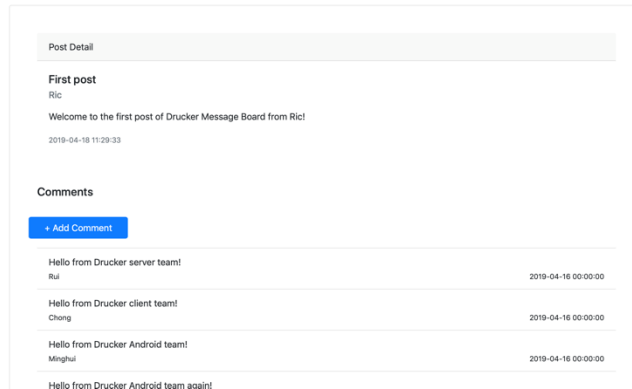 Post Detail
First post
Ric
Welcome to the first post of Drucker Message Board from Ric!
2019-04-18 11:29:33
Comments
+ Add Comment
Hello from Drucker server team!
Rui 2019-04-16 00:00:00
Hello from Drucker client team!
Chong 2019-04-16 00:00:00
Hello from Drucker Android team!
Minghui 2019-04-16 00:00:00
Hello from Drucker Android team again!